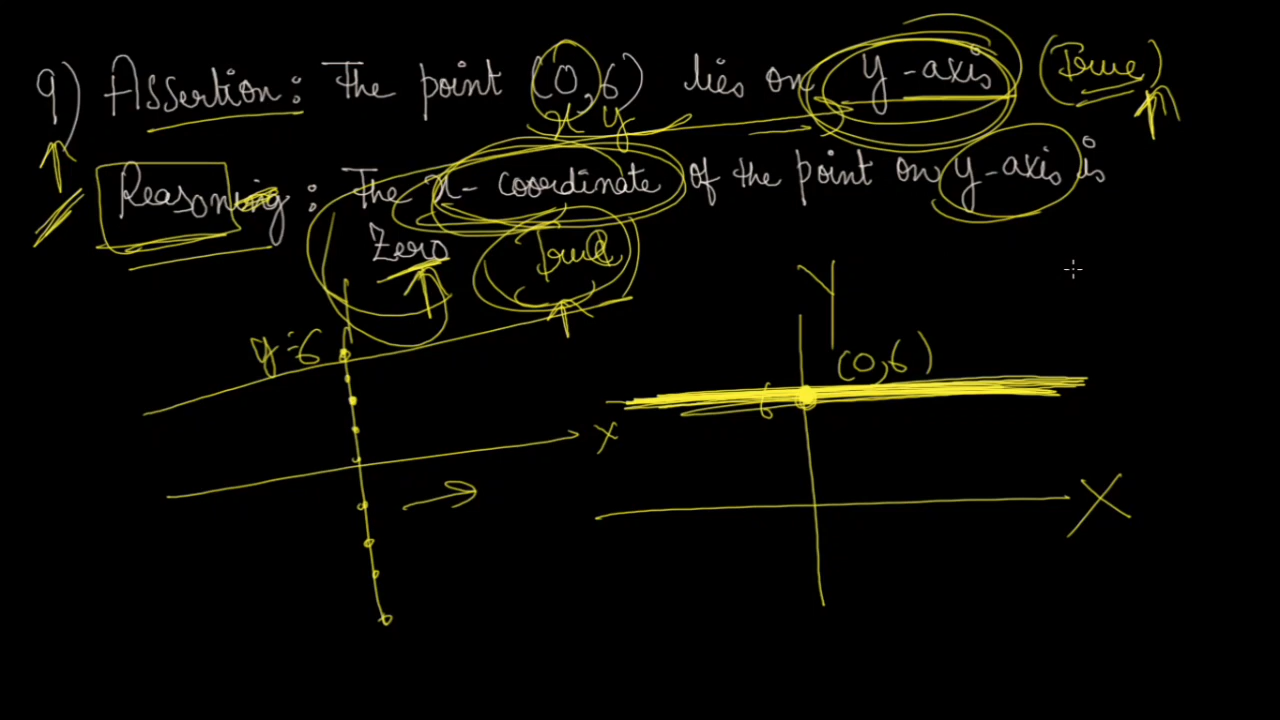 9) Assertion: The point (0,6) lies on y-axis (True)
x y
Reasoning: The x-coordinate of the point on y-axis is
Zero True
y=6
x
Y
(0,6)
6
X